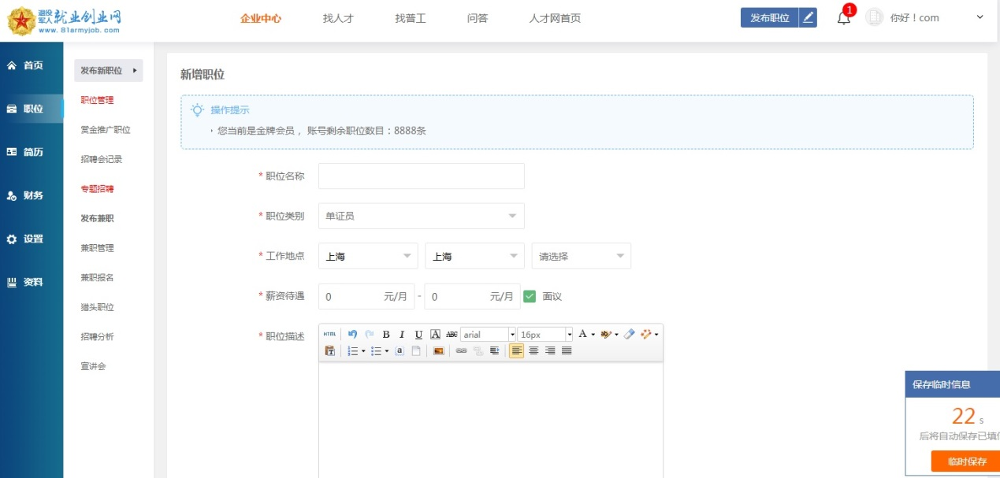 退役军人就业创业网
www.81armyjob.com
企业中心 找人才 找普工 问答 人才网首页
发布职位
1
你好！com
首页
职位
简历
财务
设置
资料
发布新职位
职位管理
赏金推广职位
招聘会记录
专题招聘
发布兼职
兼职管理
兼职报名
猎头职位
招聘分析
宣讲会
新增职位
操作提示
您当前是金牌会员，账号剩余职位数目：8888条
* 职位名称
* 职位类别 单证员
* 工作地点 上海 上海 请选择
* 薪资待遇 0 元/月 - 0 元/月 面议
* 职位描述
HTML B I U A ABC arial 16px A ab
T a
保存临时信息
22 s
后将自动保存已填
临时保存